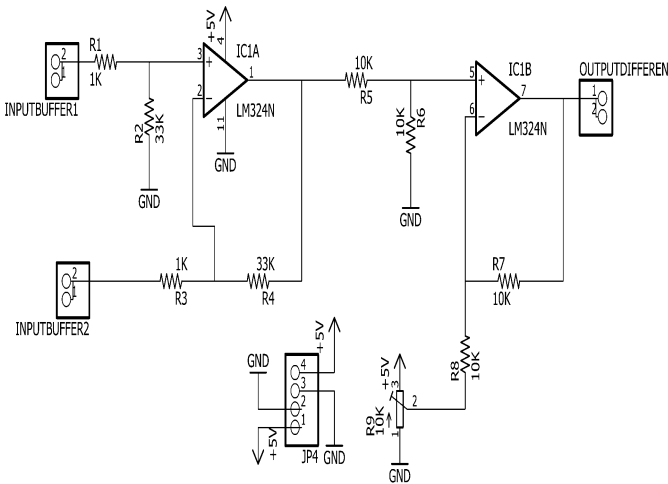 +5V
R1
2
1
1K
INPUTBUFFER1
R2
33K
GND
3
2
4
11
1
IC1A
LM324N
GND
10K
R5
10K
R6
GND
5
6
7
IC1B
LM324N
OUTPUTDIFFEREN
1
2
2
1
INPUTBUFFER2
1K
R3
33K
R4
R7
10K
R8
10K
GND
+5V
4
3
2
1
+5V
JP4
GND
+5V
3
R9
10K
2
1
GND